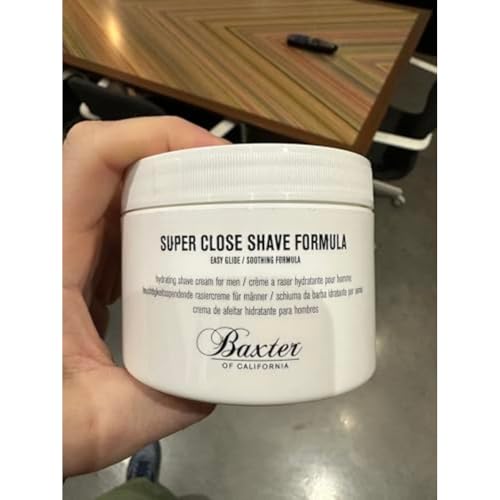 SUPER CLOSE SHAVE FORMULA
EASY GLIDE / SOOTHING FORMULA
hydrating shave cream for men / crème a raser hydratante pour homme
feuchtigkeitsspendende rasiercreme für männer / schiuma da barba idratante per uomo
crema de afeitar hidratante para hombres
Baxter
OF CALIFORNIA